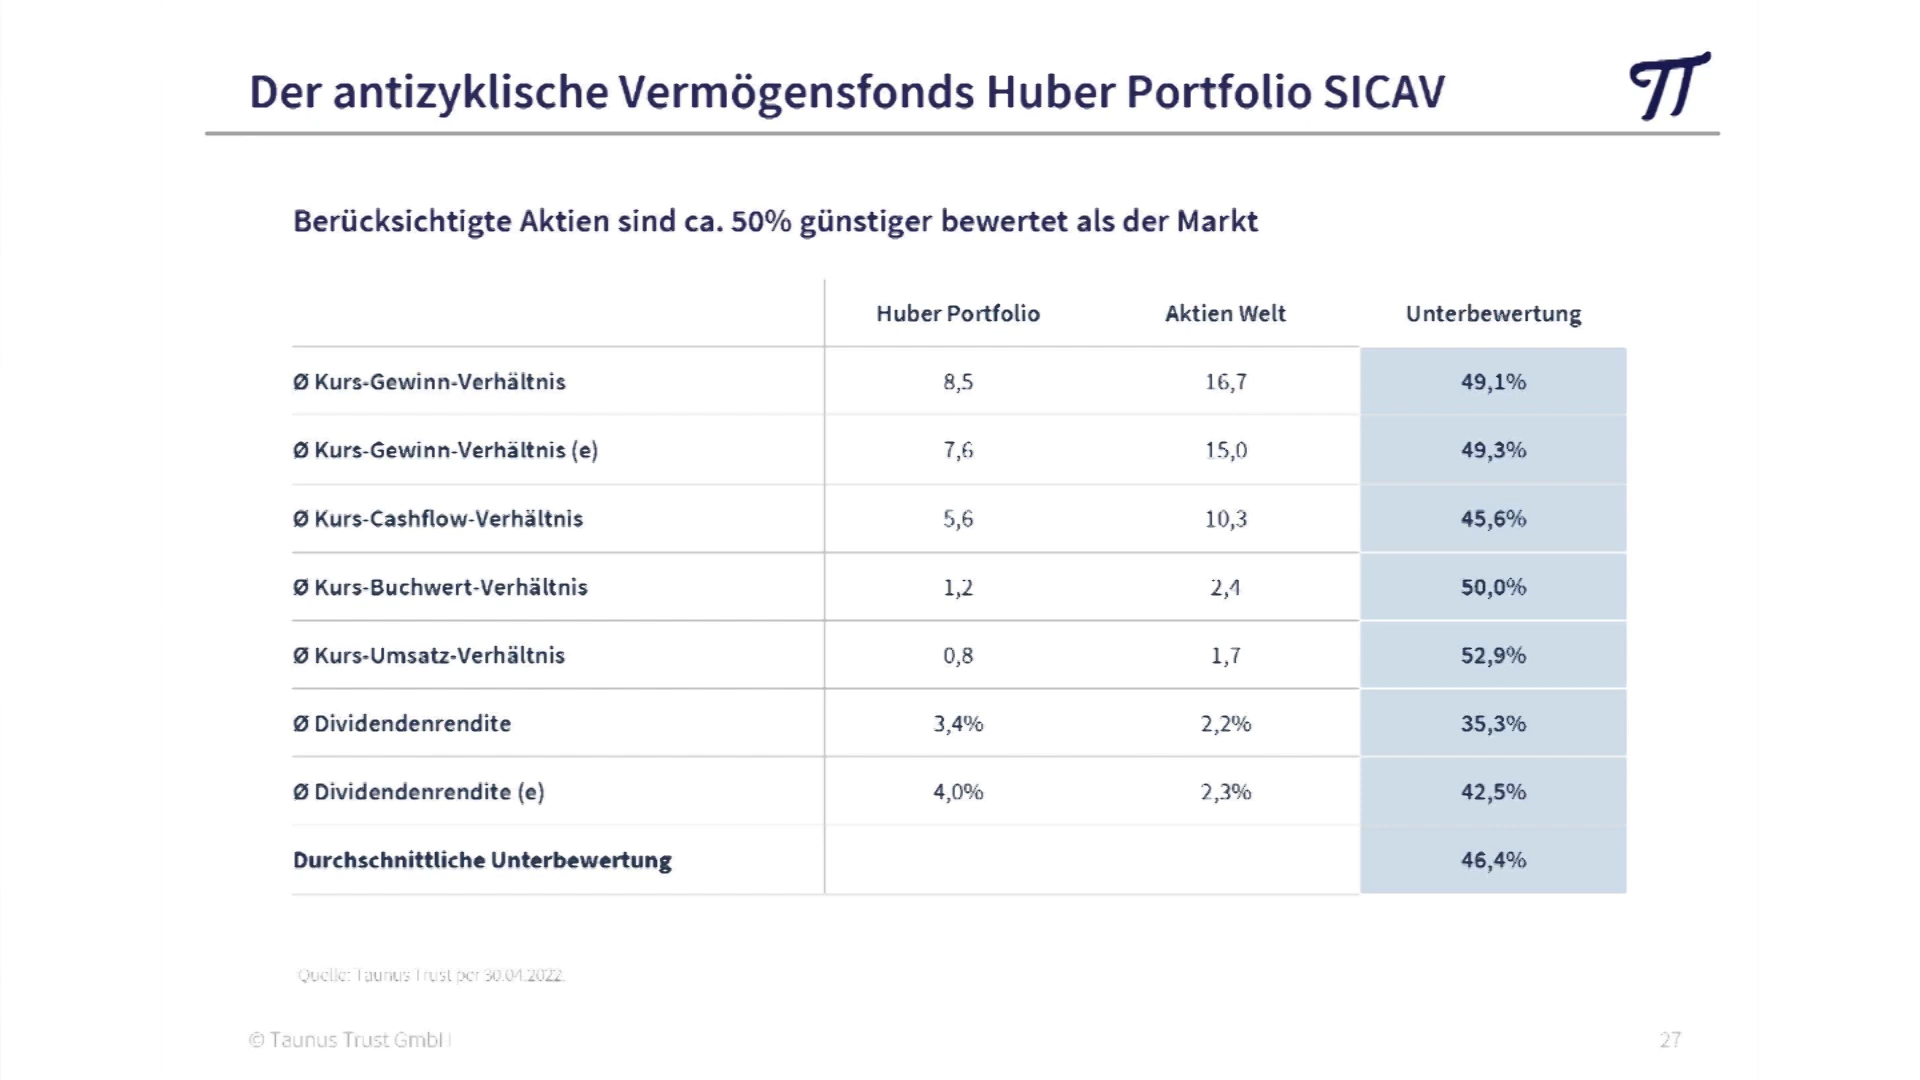 Der antizyklische Vermögensfonds Huber Portfolio SICAV
Berücksichtigte Aktien sind ca. 50% günstiger bewertet als der Markt
Huber Portfolio Aktien Welt Unterbewertung
Ø Kurs-Gewinn-Verhältnis 8,5 16,7 49,1%
Ø Kurs-Gewinn-Verhältnis (e) 7,6 15,0 49,3%
Ø Kurs-Cashflow-Verhältnis 5,6 10,3 45,6%
Ø Kurs-Buchwert-Verhältnis 1,2 2,4 50,0%
Ø Kurs-Umsatz-Verhältnis 0,8 1,7 52,9%
Ø Dividendenrendite 3,4% 2,2% 35,3%
Ø Dividendenrendite (e) 4,0% 2,3% 42,5%
Durchschnittliche Unterbewertung 46,4%
Quelle: Taunus Trust per 30.04.2022.
© Taunus Trust GmbH 27